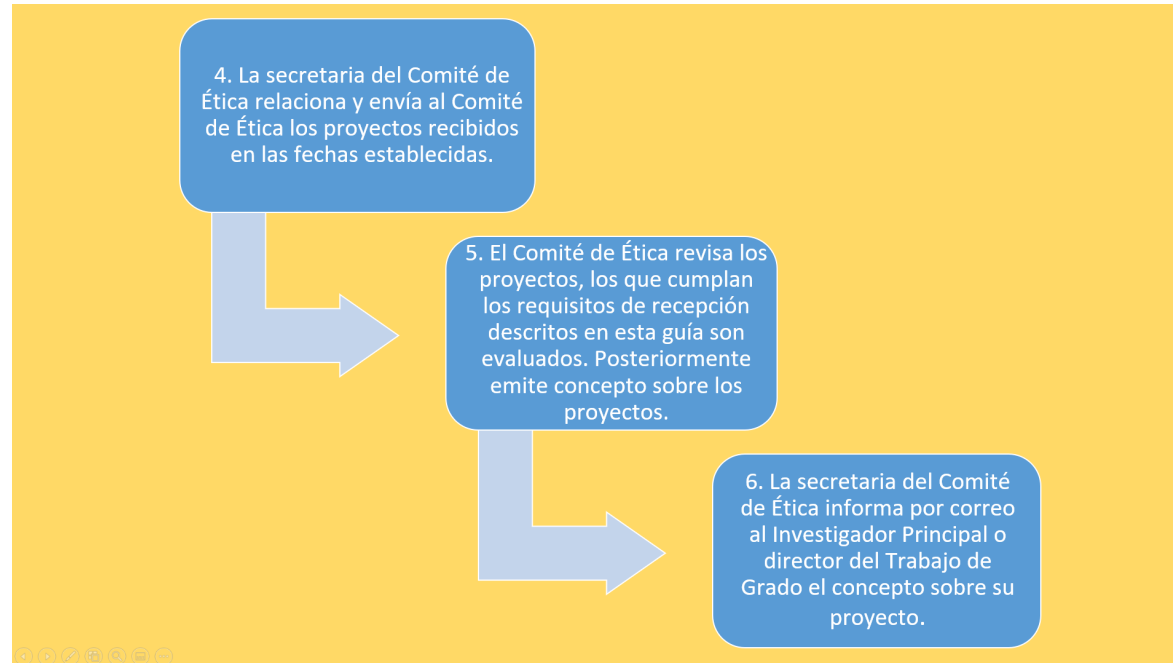 4. La secretaria del Comité de
Ética relaciona y envía al Comité
de Ética los proyectos recibidos
en las fechas establecidas.
5. El Comité de Ética revisa los
proyectos, los que cumplan
los requisitos de recepción
descritos en esta guía son
evaluados. Posteriormente
emite concepto sobre los
proyectos.
6. La secretaria del Comité
de Ética informa por correo
al Investigador Principal o
director del Trabajo de
Grado el concepto sobre su
proyecto.